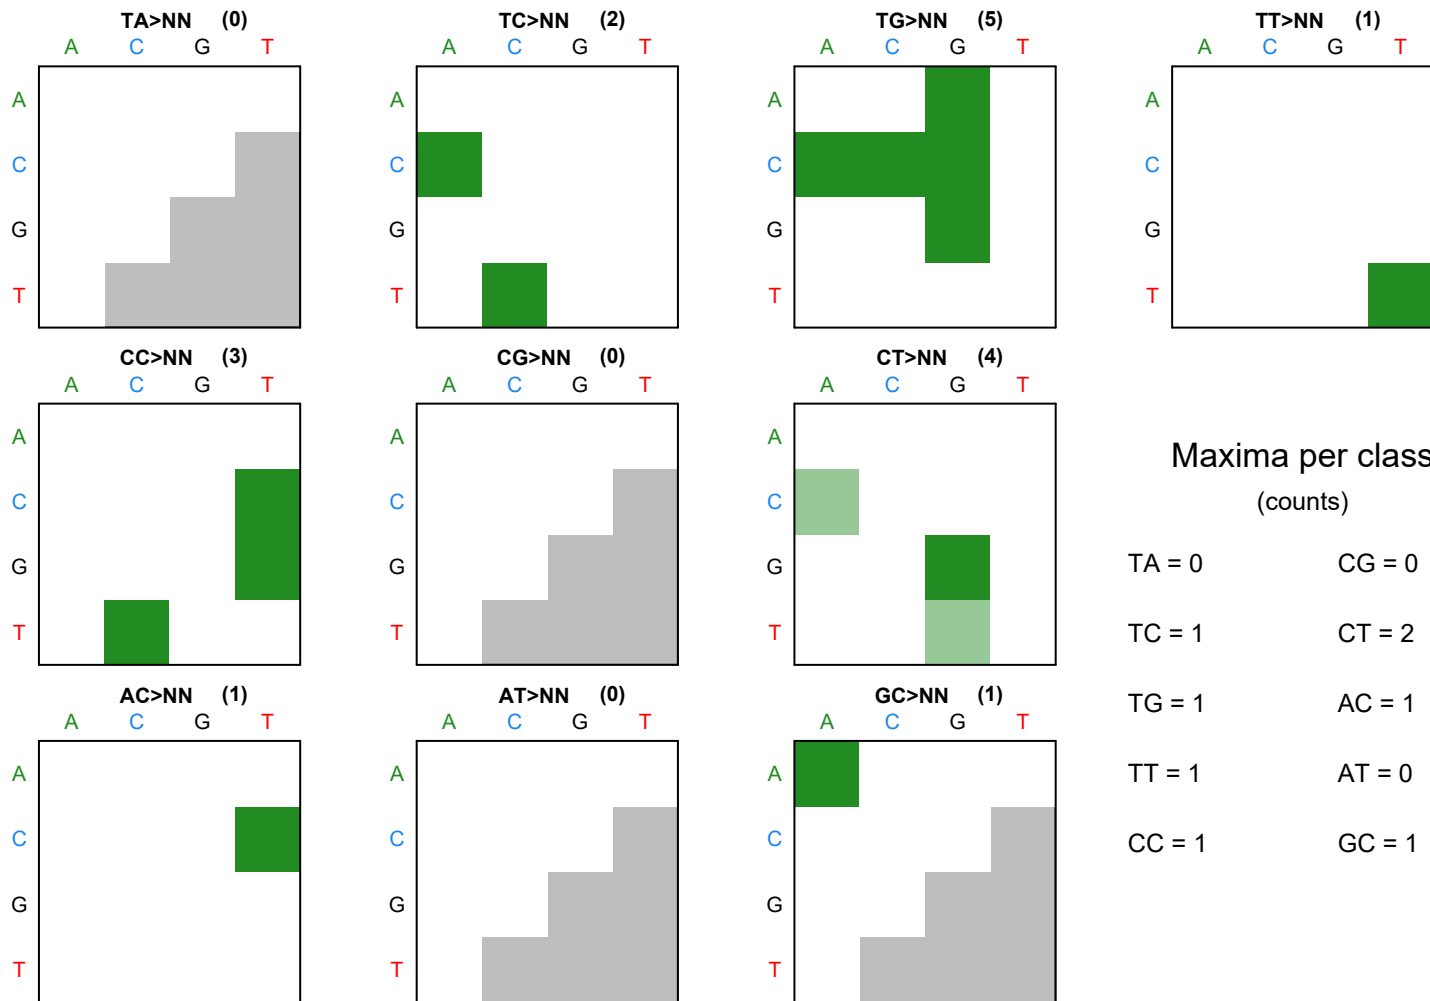 TA>NN (0) TC>NN (2) TG>NN (5) TT>NN (1)
A C G T A C G T A C G T A C G T
A A A A
C C C C
G G G G
T T T T
CC>NN (3) CG>NN (0) CT>NN (4)
A C G T A C G T A C G T
A A A
C C C
G G G
T T T
Maxima per class
(counts)
TA = 0 CG = 0
TC = 1 CT = 2
TG = 1 AC = 1
TT = 1 AT = 0
CC = 1 GC = 1
AC>NN (1) AT>NN (0) GC>NN (1)
A C G T A C G T A C G T
A A A
C C C
G G G
T T T